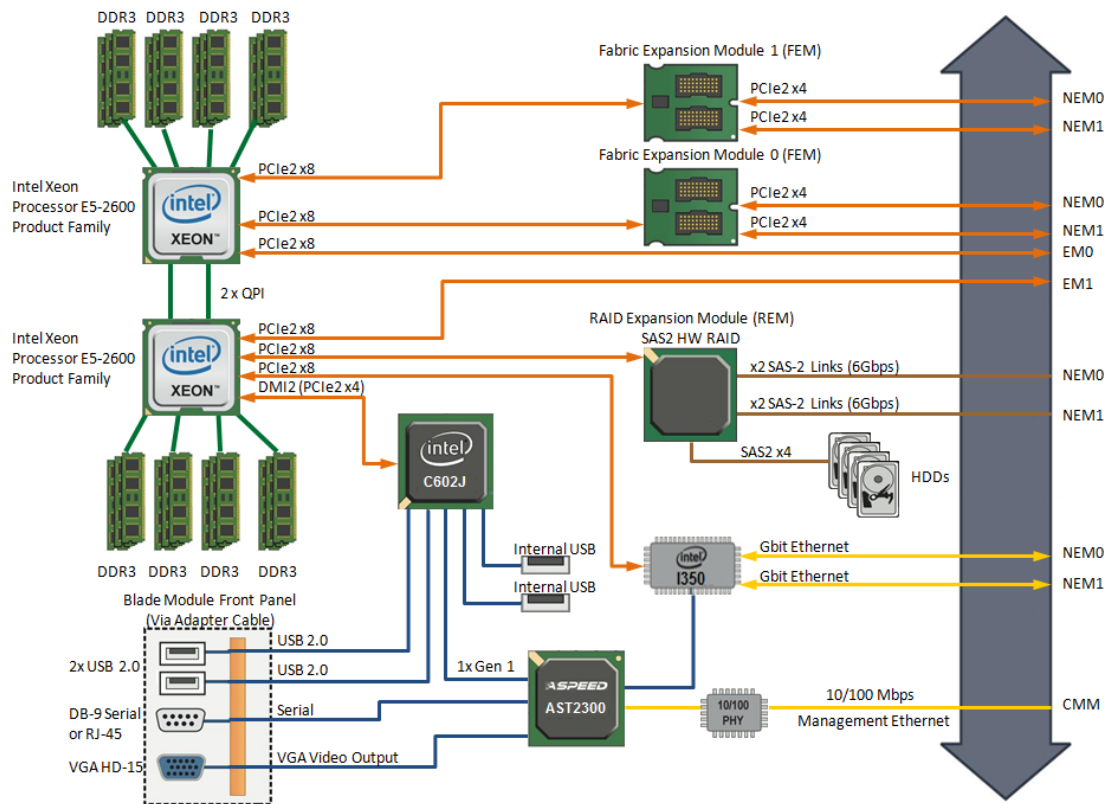 DDR3
DDR3
DDR3
DDR3
Fabric Expansion Module 1 (FEM)
PCIe2 x4
NEM0
PCIe2 x4
NEM1
Fabric Expansion Module 0 (FEM)
PCIe2 x8
Intel Xeon
Processor E5-2600
Product Family
intel
XEON™
PCIe2 x4
NEM0
PCIe2 x8
PCIe2 x4
NEM1
PCIe2 x8
EM0
EM1
2 x QPI
RAID Expansion Module (REM)
SAS2 HW RAID
Intel Xeon
Processor E5-2600
Product Family
intel
XEON™
PCIe2 x8
PCIe2 x8
PCIe2 x8
DMI2 (PCIe2 x4)
x2 SAS-2 Links (6Gbps)
NEM0
x2 SAS-2 Links (6Gbps)
NEM1
SAS2 x4
HDDs
intel
C602J
DDR3
DDR3
DDR3
DDR3
Internal USB
Internal USB
intel
I350
Gbit Ethernet
NEM0
Gbit Ethernet
NEM1
Blade Module Front Panel
(Via Adapter Cable)
2x USB 2.0
USB 2.0
USB 2.0
1x Gen 1
DB-9 Serial
or RJ-45
Serial
VGA HD-15
VGA Video Output
ASPEED
AST2300
10/100
PHY
10/100 Mbps
Management Ethernet
CMM